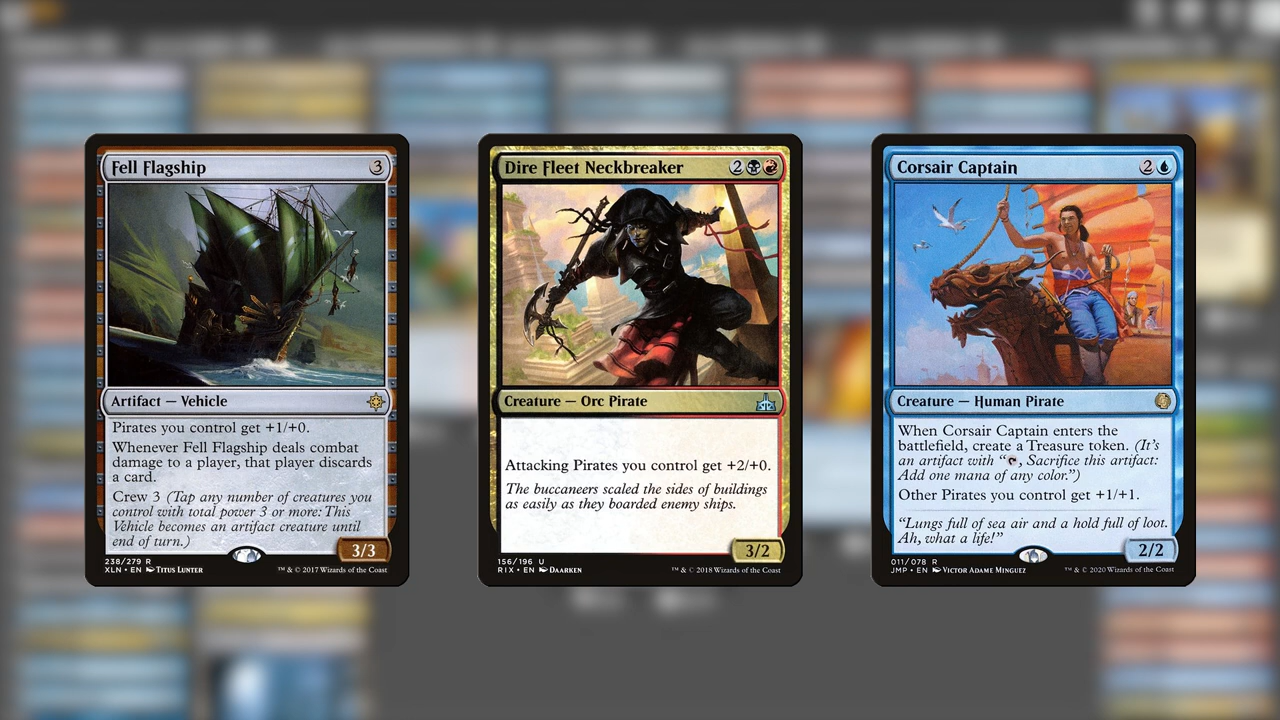 Fell Flagship 3
Artifact — Vehicle
Pirates you control get +1/+0.
Whenever Fell Flagship deals combat
damage to a player, that player discards
a card.
Crew 3 (Tap any number of creatures you
control with total power 3 or more: This
Vehicle becomes an artifact creature until
end of turn.)
3/3
238/279 R
XLN • EN Titus Lunter
™ & © 2017 Wizards of the Coast
Dire Fleet Neckbreaker 2
Creature — Orc Pirate
Attacking Pirates you control get +2/+0.
The buccaneers scaled the sides of buildings
as easily as they boarded enemy ships.
3/2
156/196 U
RIX • EN Daarken
™ & © 2018 Wizards of the Coast
Corsair Captain 2
Creature — Human Pirate
When Corsair Captain enters the
battlefield, create a Treasure token. (It's
an artifact with “, Sacrifice this artifact:
Add one mana of any color.”)
Other Pirates you control get +1/+1.
“Lungs full of sea air and a hold full of loot.
Ah, what a life!”
2/2
011/078 R
JMP • EN Victor Adame Minguez
™ & © 2020 Wizards of the Coast